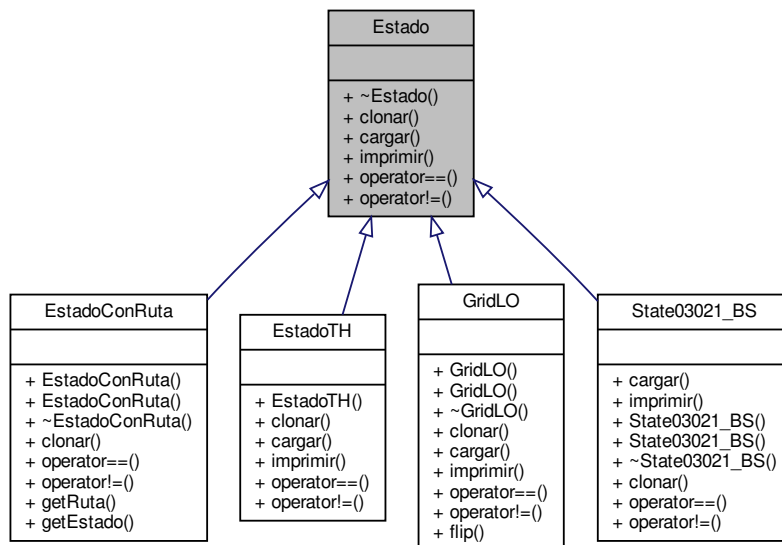 Estado
+ ~Estado()
+ clonar()
+ cargar()
+ imprimir()
+ operator==()
+ operator!=()
EstadoConRuta
+ EstadoConRuta()
+ EstadoConRuta()
+ ~EstadoConRuta()
+ clonar()
+ operator==()
+ operator!=()
+ getRuta()
+ getEstado()
EstadoTH
+ EstadoTH()
+ clonar()
+ cargar()
+ imprimir()
+ operator==()
+ operator!=()
GridLO
+ GridLO()
+ GridLO()
+ ~GridLO()
+ clonar()
+ cargar()
+ imprimir()
+ operator==()
+ operator!=()
+ flip()
State03021_BS
+ cargar()
+ imprimir()
+ State03021_BS()
+ State03021_BS()
+ ~State03021_BS()
+ clonar()
+ operator==()
+ operator!=()